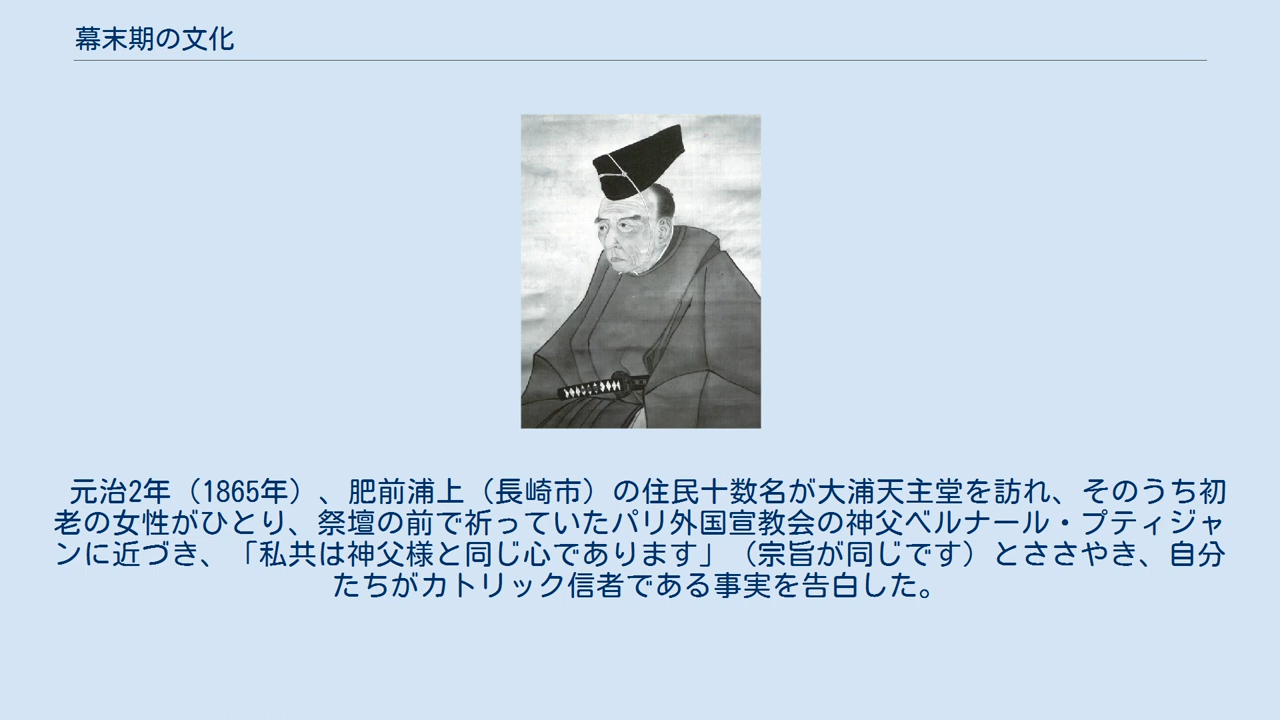 幕末期の文化
元治2年（1865年）、肥前浦上（長崎市）の住民十数名が大浦天主堂を訪れ、そのうち初
老の女性がひとり、祭壇の前で祈っていたパリ外国宣教会の神父ベルナール・プティジャ
ンに近づき、「私共は神父様と同じ心であります」（宗旨が同じです）とささやき、自分
たちがカトリック信者である事実を告白した。